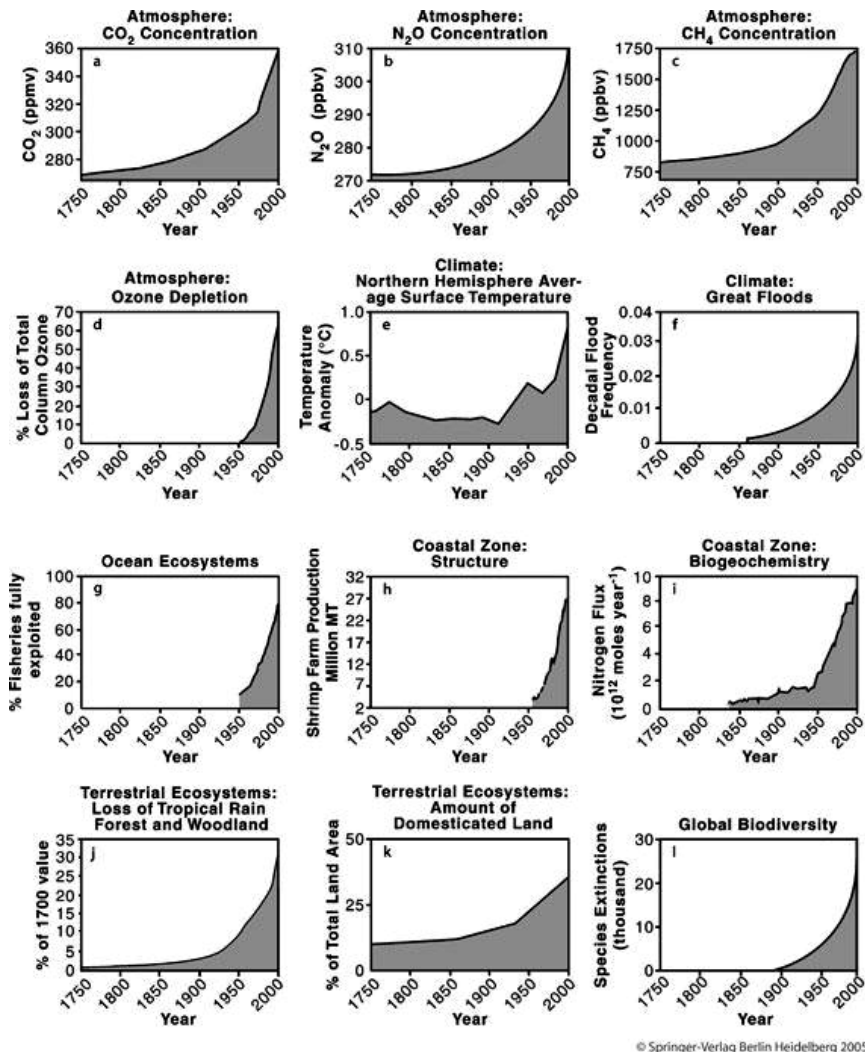 Atmosphere:
CO₂ Concentration
a
CO₂ (ppmv)
360
340
320
300
280
1750
1800
1850
1900
1950
2000
Year
Atmosphere:
N₂O Concentration
b
N₂O (ppbv)
310
300
290
280
270
1750
1800
1850
1900
1950
2000
Year
Atmosphere:
CH₄ Concentration
c
CH₄ (ppbv)
1750
1500
1250
1000
750
1750
1800
1850
1900
1950
2000
Year
Atmosphere:
Ozone Depletion
d
% Loss of Total
Column Ozone
70
60
50
40
30
20
10
0
1750
1800
1850
1900
1950
2000
Year
Climate:
Northern Hemisphere Aver-
age Surface Temperature
e
Temperature
Anomaly (°C)
1.0
0.5
0
-0.5
1750
1800
1850
1900
1950
2000
Year
Climate:
Great Floods
f
Decadal Flood
Frequency
0.04
0.03
0.02
0.01
0
1750
1800
1850
1900
1950
2000
Year
Ocean Ecosystems
g
% Fisheries fully
exploited
100
80
60
40
20
0
1750
1800
1850
1900
1950
2000
Year
Coastal Zone:
Structure
h
Shrimp Farm Production
Million MT
32
27
22
17
12
7
2
1750
1800
1850
1900
1950
2000
Year
Coastal Zone:
Biogeochemistry
i
Nitrogen Flux
(10¹² moles year⁻¹)
10
8
6
4
2
0
1750
1800
1850
1900
1950
2000
Year
Terrestrial Ecosystems:
Loss of Tropical Rain
Forest and Woodland
j
% of 1700 value
35
30
25
20
15
10
5
0
1750
1800
1850
1900
1950
2000
Year
Terrestrial Ecosystems:
Amount of
Domesticated Land
k
% of Total Land Area
50
25
0
1750
1800
1850
1900
1950
2000
Year
Global Biodiversity
l
Species Extinctions
(thousand)
30
20
10
0
1750
1800
1850
1900
1950
2000
Year
© Springer-Verlag Berlin Heidelberg 2005